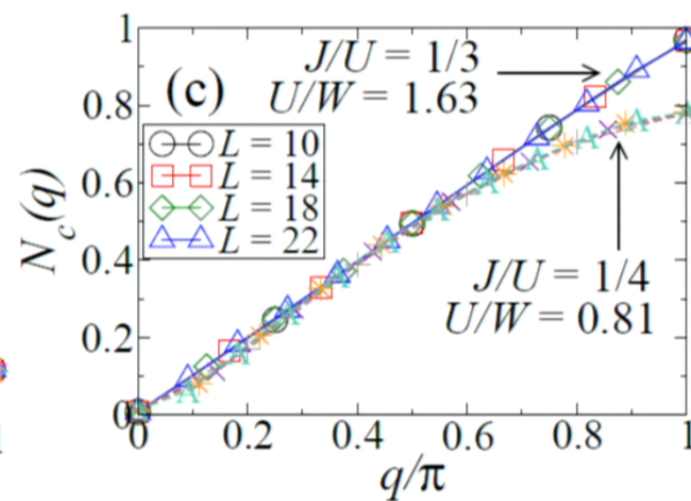 1
0.8
0.6
0.4
0.2
0
N_c(q)
(c)
J/U = 1/3
U/W = 1.63
L = 10
L = 14
L = 18
L = 22
J/U = 1/4
U/W = 0.81
0 0.2 0.4 0.6 0.8 1
q/π